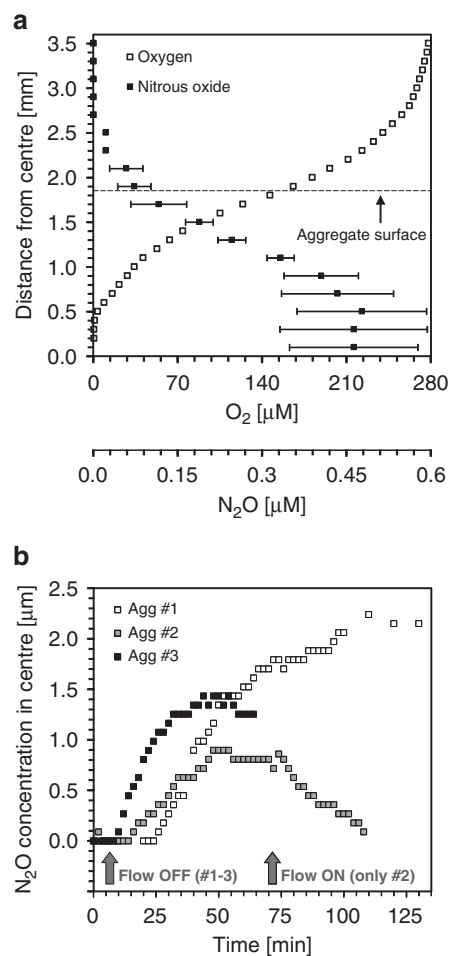 a
Oxygen
Nitrous oxide
3.5
3.0
2.5
2.0
1.5
1.0
0.5
0.0
Distance from centre [mm]
Aggregate surface
0 70 140 210 280
O₂ [μM]
0.0 0.15 0.3 0.45 0.6
N₂O [μM]
b
2.5
2.0
1.5
1.0
0.5
0.0
N₂O concentration in centre [μm]
Agg #1
Agg #2
Agg #3
Flow OFF (#1-3) Flow ON (only #2)
0 25 50 75 100 125
Time [min]